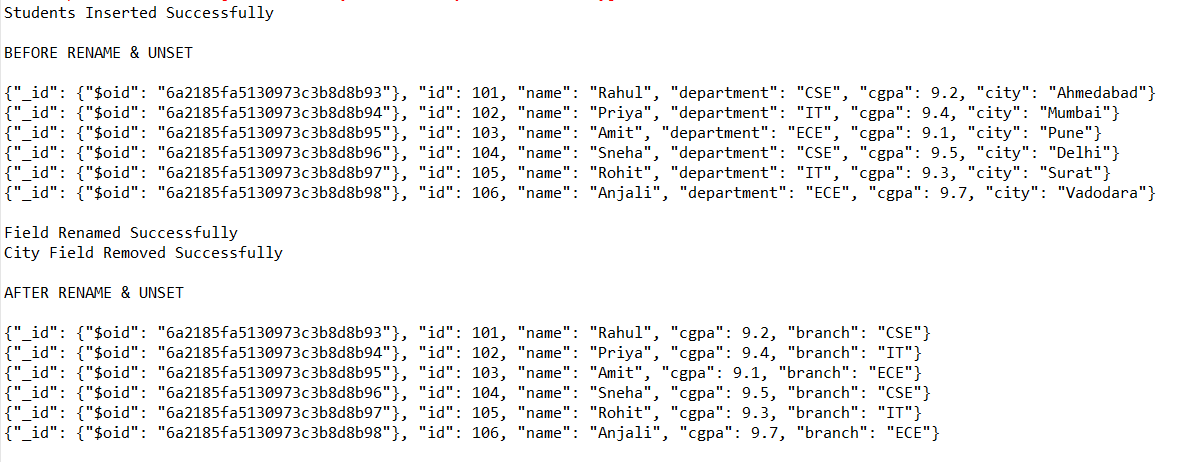 Students Inserted Successfully
BEFORE RENAME & UNSET
{"_id": {"$oid": "6a2185fa5130973c3b8d8b93"}, "id": 101, "name": "Rahul", "department": "CSE", "cgpa": 9.2, "city": "Ahmedabad"}
{"_id": {"$oid": "6a2185fa5130973c3b8d8b94"}, "id": 102, "name": "Priya", "department": "IT", "cgpa": 9.4, "city": "Mumbai"}
{"_id": {"$oid": "6a2185fa5130973c3b8d8b95"}, "id": 103, "name": "Amit", "department": "ECE", "cgpa": 9.1, "city": "Pune"}
{"_id": {"$oid": "6a2185fa5130973c3b8d8b96"}, "id": 104, "name": "Sneha", "department": "CSE", "cgpa": 9.5, "city": "Delhi"}
{"_id": {"$oid": "6a2185fa5130973c3b8d8b97"}, "id": 105, "name": "Rohit", "department": "IT", "cgpa": 9.3, "city": "Surat"}
{"_id": {"$oid": "6a2185fa5130973c3b8d8b98"}, "id": 106, "name": "Anjali", "department": "ECE", "cgpa": 9.7, "city": "Vadodara"}
Field Renamed Successfully
City Field Removed Successfully
AFTER RENAME & UNSET
{"_id": {"$oid": "6a2185fa5130973c3b8d8b93"}, "id": 101, "name": "Rahul", "cgpa": 9.2, "branch": "CSE"}
{"_id": {"$oid": "6a2185fa5130973c3b8d8b94"}, "id": 102, "name": "Priya", "cgpa": 9.4, "branch": "IT"}
{"_id": {"$oid": "6a2185fa5130973c3b8d8b95"}, "id": 103, "name": "Amit", "cgpa": 9.1, "branch": "ECE"}
{"_id": {"$oid": "6a2185fa5130973c3b8d8b96"}, "id": 104, "name": "Sneha", "cgpa": 9.5, "branch": "CSE"}
{"_id": {"$oid": "6a2185fa5130973c3b8d8b97"}, "id": 105, "name": "Rohit", "cgpa": 9.3, "branch": "IT"}
{"_id": {"$oid": "6a2185fa5130973c3b8d8b98"}, "id": 106, "name": "Anjali", "cgpa": 9.7, "branch": "ECE"}